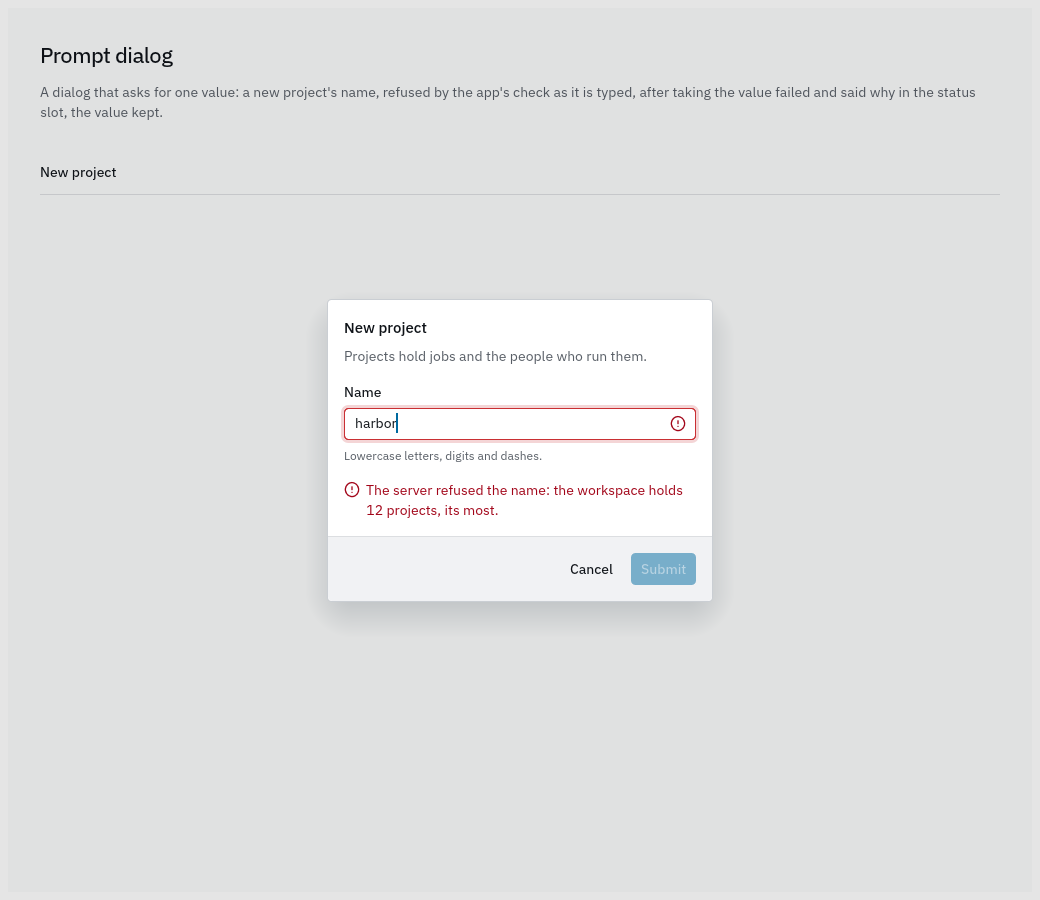 Prompt dialog
A dialog that asks for one value: a new project's name, refused by the app's check as it is typed, after taking the value failed and said why in the status
slot, the value kept.
New project
New project
Projects hold jobs and the people who run them.
Name
harbor
Lowercase letters, digits and dashes.
The server refused the name: the workspace holds
12 projects, its most.
Cancel
Submit